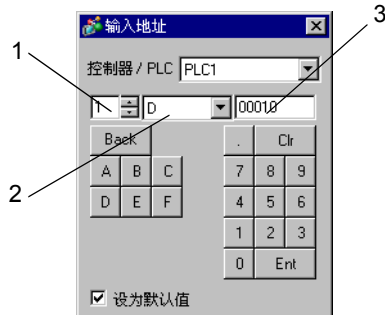 3
输入地址
1
控制器 / PLC PLC1
1 D 00010
Back . Clr
2
A B C 7 8 9
D E F 4 5 6
1 2 3
0 Ent
设为默认值